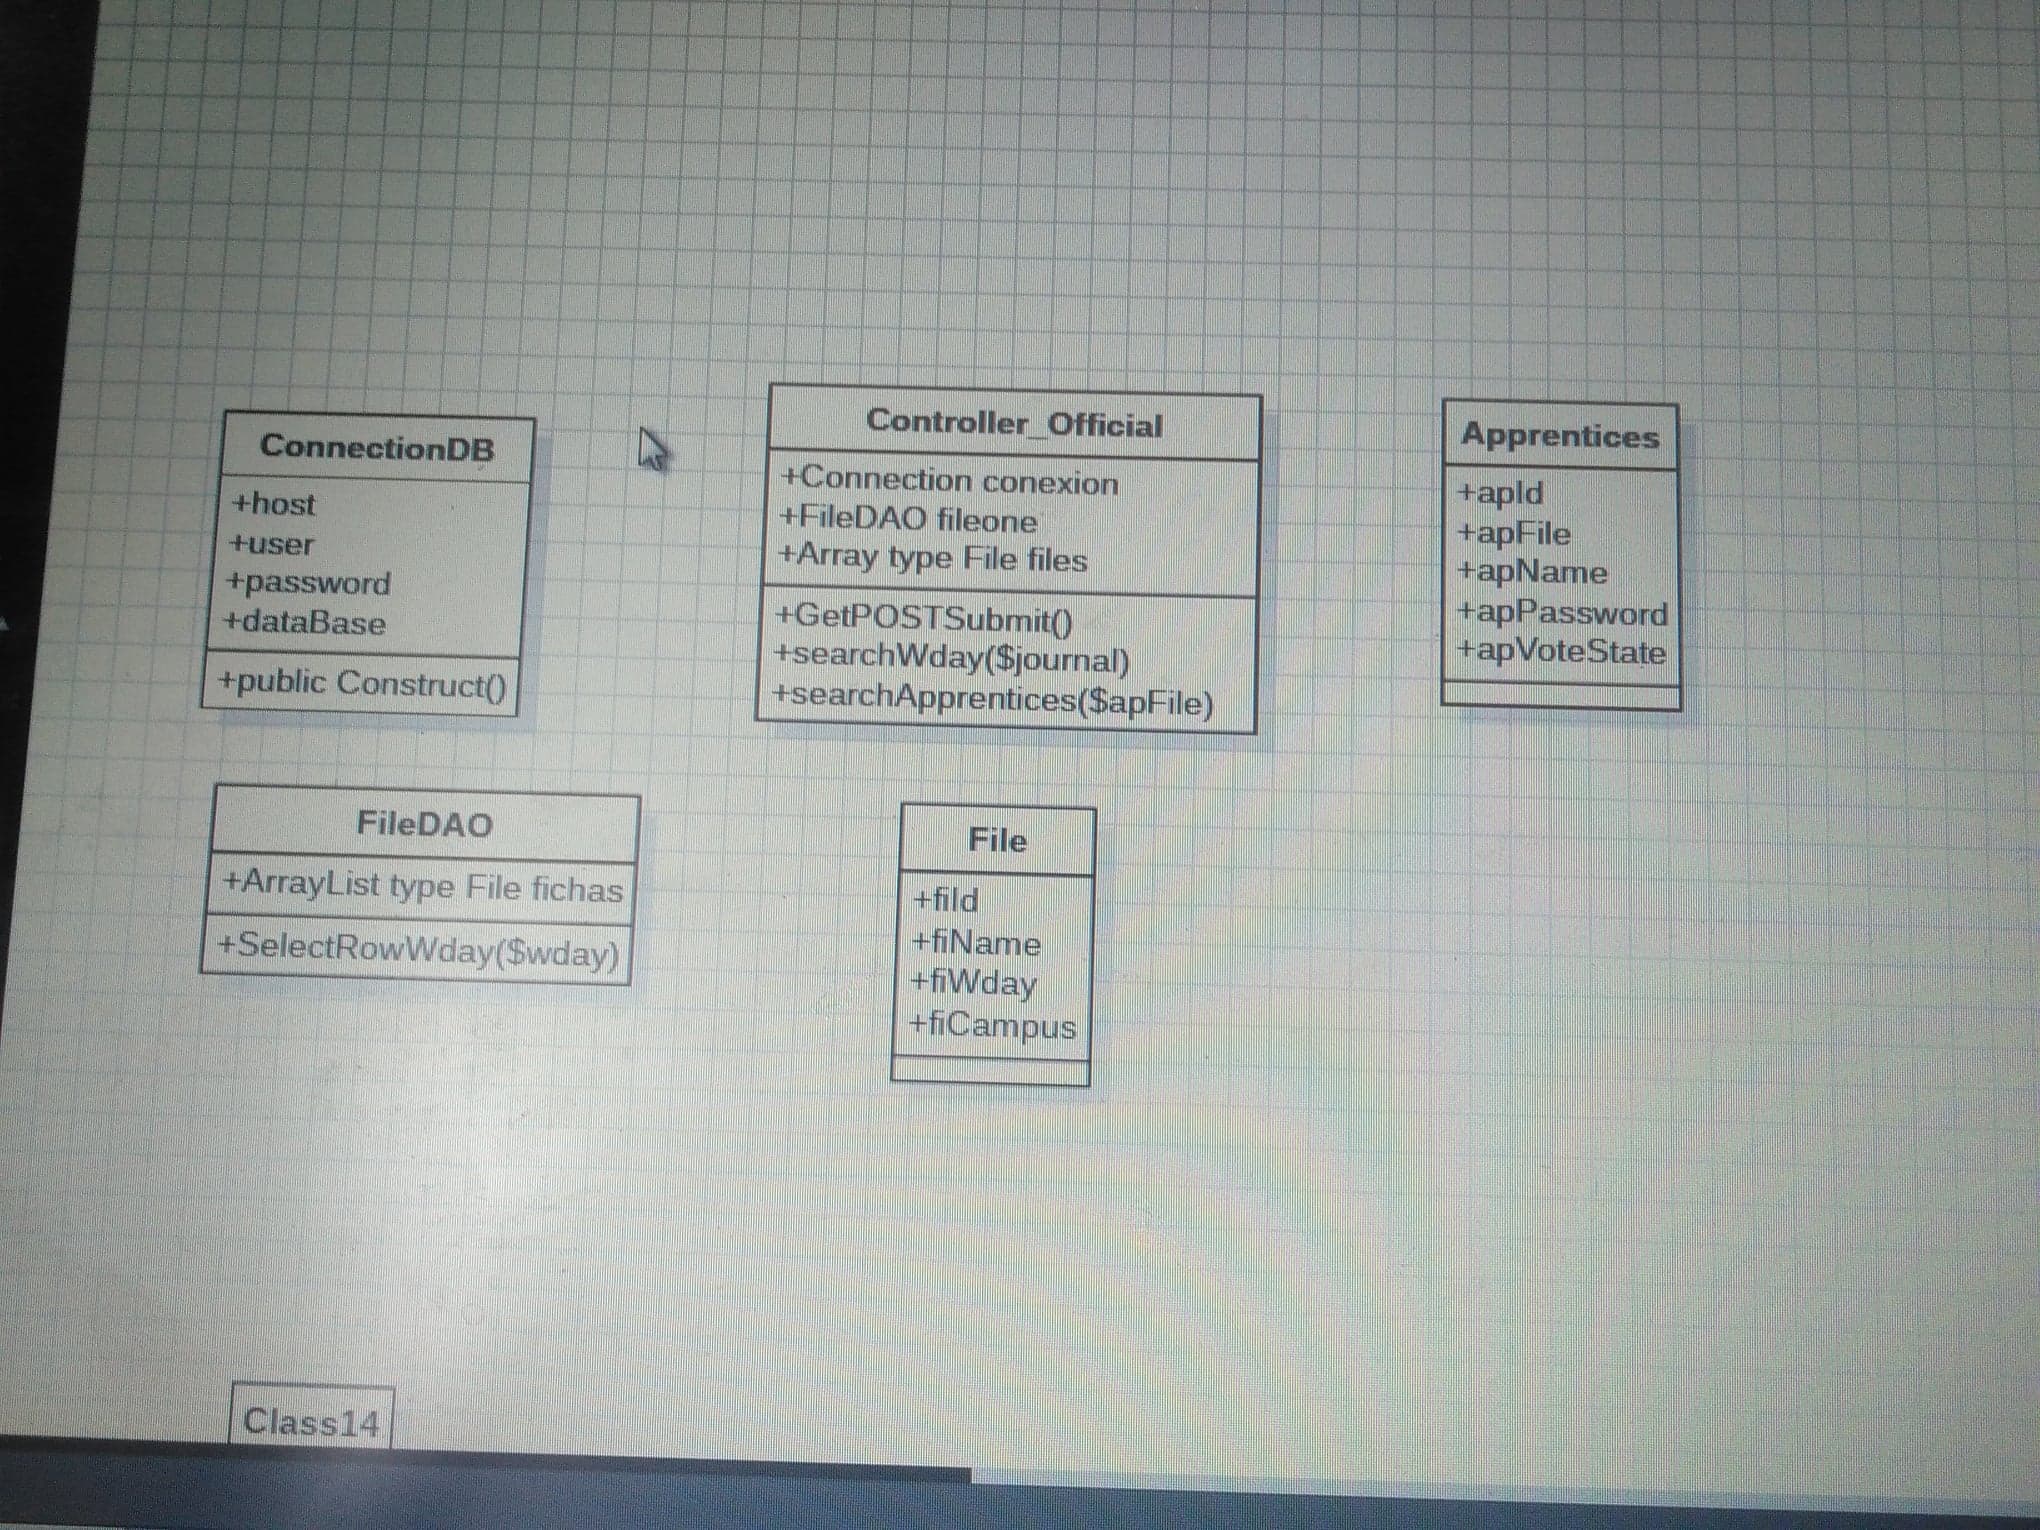 ConnectionDB
+host
+user
+password
+dataBase
+public Construct()
Controller_Official
+Connection conexion
+FileDAO fileone
+Array type File files
+GetPOSTSubmit()
+searchWday($journal)
+searchApprentices($apFile)
Apprentices
+apId
+apFile
+apName
+apPassword
+apVoteState
FileDAO
+ArrayList type File fichas
+SelectRowWday($wday)
File
+fiId
+fiName
+fiWday
+fiCampus
Class14